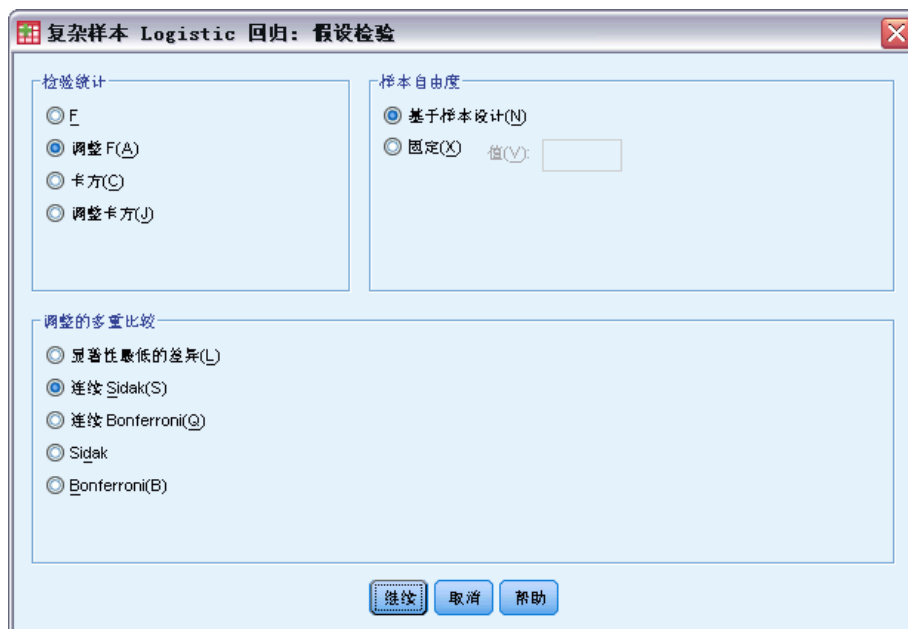 复杂样本 Logistic 回归: 假设检验
检验统计
F
调整 F(A)
卡方(C)
调整卡方(J)
样本自由度
基于样本设计(N)
固定(X) 值(V):
调整的多重比较
显著性最低的差异(L)
连续 Sidak(S)
连续 Bonferroni(Q)
Sidak
Bonferroni(B)
继续 取消 帮助